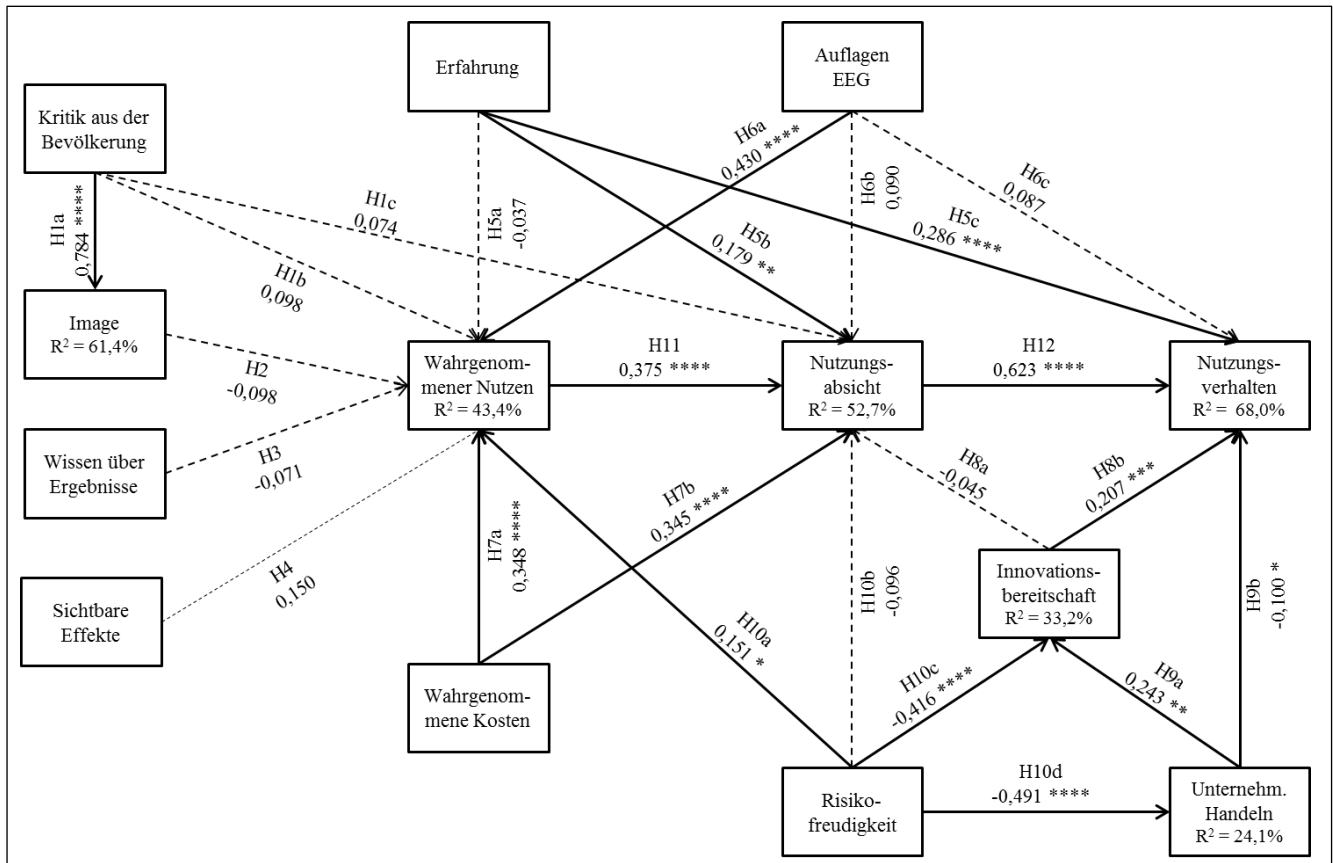 Erfahrung
Auflagen
EEG
Kritik aus der
Bevölkerung
H1a
0,784 ****
H1b
0,098
H1c
0,074
H5a
-0,037
H5b
0,179 **
H6a
0,430 ****
H6b
0,090
H6c
0,087
H5c
0,286 ****
Image
R² = 61,4%
H2
-0,098
Wahrgenom-
mener Nutzen
R² = 43,4%
H11
0,375 ****
Nutzungs-
absicht
R² = 52,7%
H12
0,623 ****
Nutzungs-
verhalten
R² = 68,0%
Wissen über
Ergebnisse
H3
-0,071
Sichtbare
Effekte
H4
0,150
H7a
0,348 ****
H7b
0,345 ****
H10a
0,151 *
H10b
-0,096
H8a
-0,045
H8b
0,207 ***
H9b
-0,100 *
Innovations-
bereitschaft
R² = 33,2%
Wahrgenom-
mene Kosten
H10c
-0,416 ****
H9a
0,243 **
Risiko-
freudigkeit
H10d
-0,491 ****
Unternehm.
Handeln
R² = 24,1%